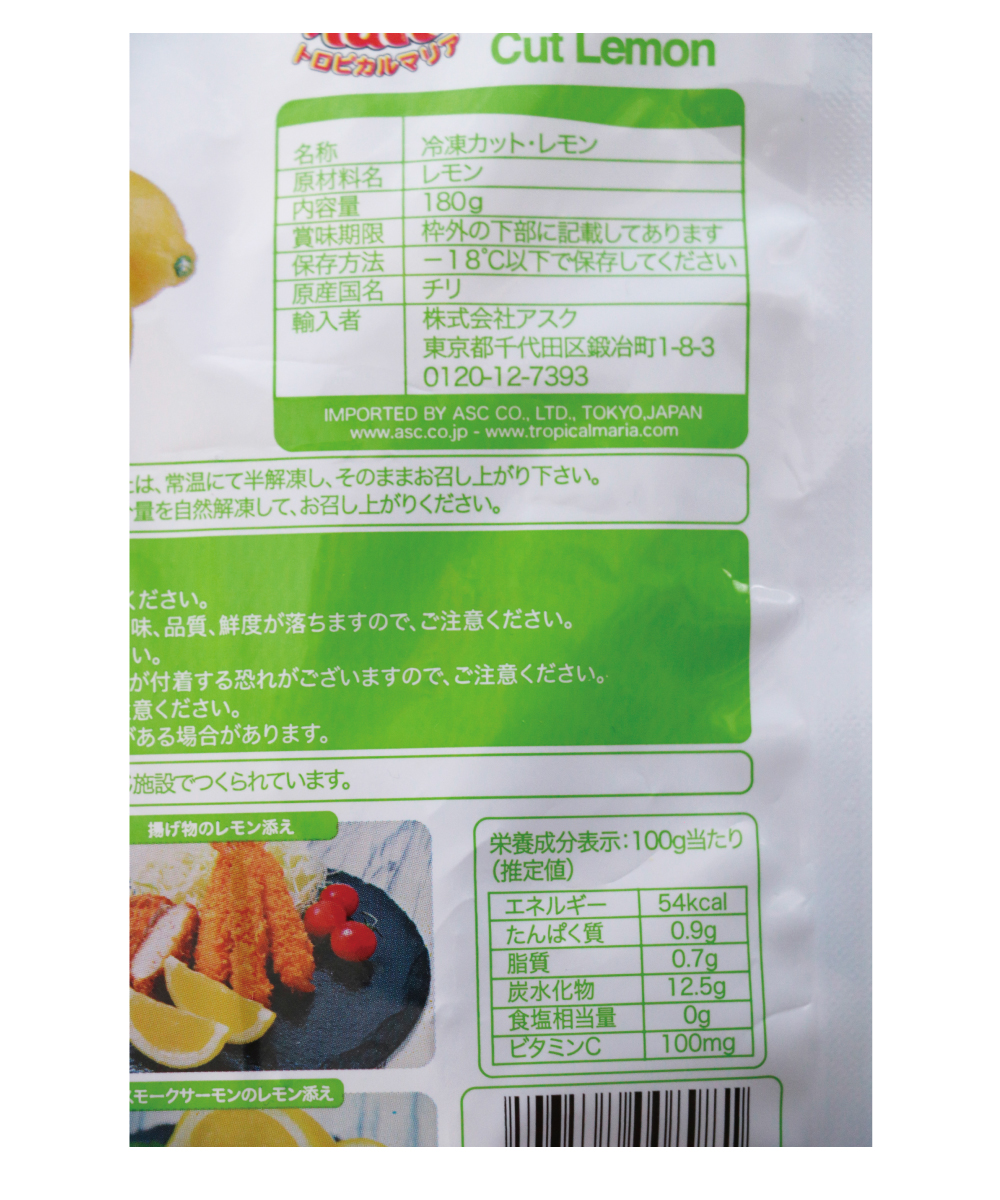 トロピカルマリア
Cut Lemon
名称 冷凍カット・レモン
原材料名 レモン
内容量 180g
賞味期限 枠外の下部に記載してあります
保存方法 −18℃以下で保存してください
原産国名 チリ
輸入者 株式会社アスク
東京都千代田区鍛冶町1-8-3
0120-12-7393
IMPORTED BY ASC CO., LTD., TOKYO,JAPAN
www.asc.co.jp - www.tropicalmaria.com
は、常温にて半解凍し、そのままお召し上がり下さい。
量を自然解凍して、お召し上がりください。
ください。
味、品質、鮮度が落ちますので、ご注意ください。
い。
が付着する恐れがございますので、ご注意ください。
意ください。
がある場合があります。
施設でつくられています。
揚げ物のレモン添え
栄養成分表示：100g当たり
（推定値）
エネルギー 54kcal
たんぱく質 0.9g
脂質 0.7g
炭水化物 12.5g
食塩相当量 0g
ビタミンC 100mg
スモークサーモンのレモン添え